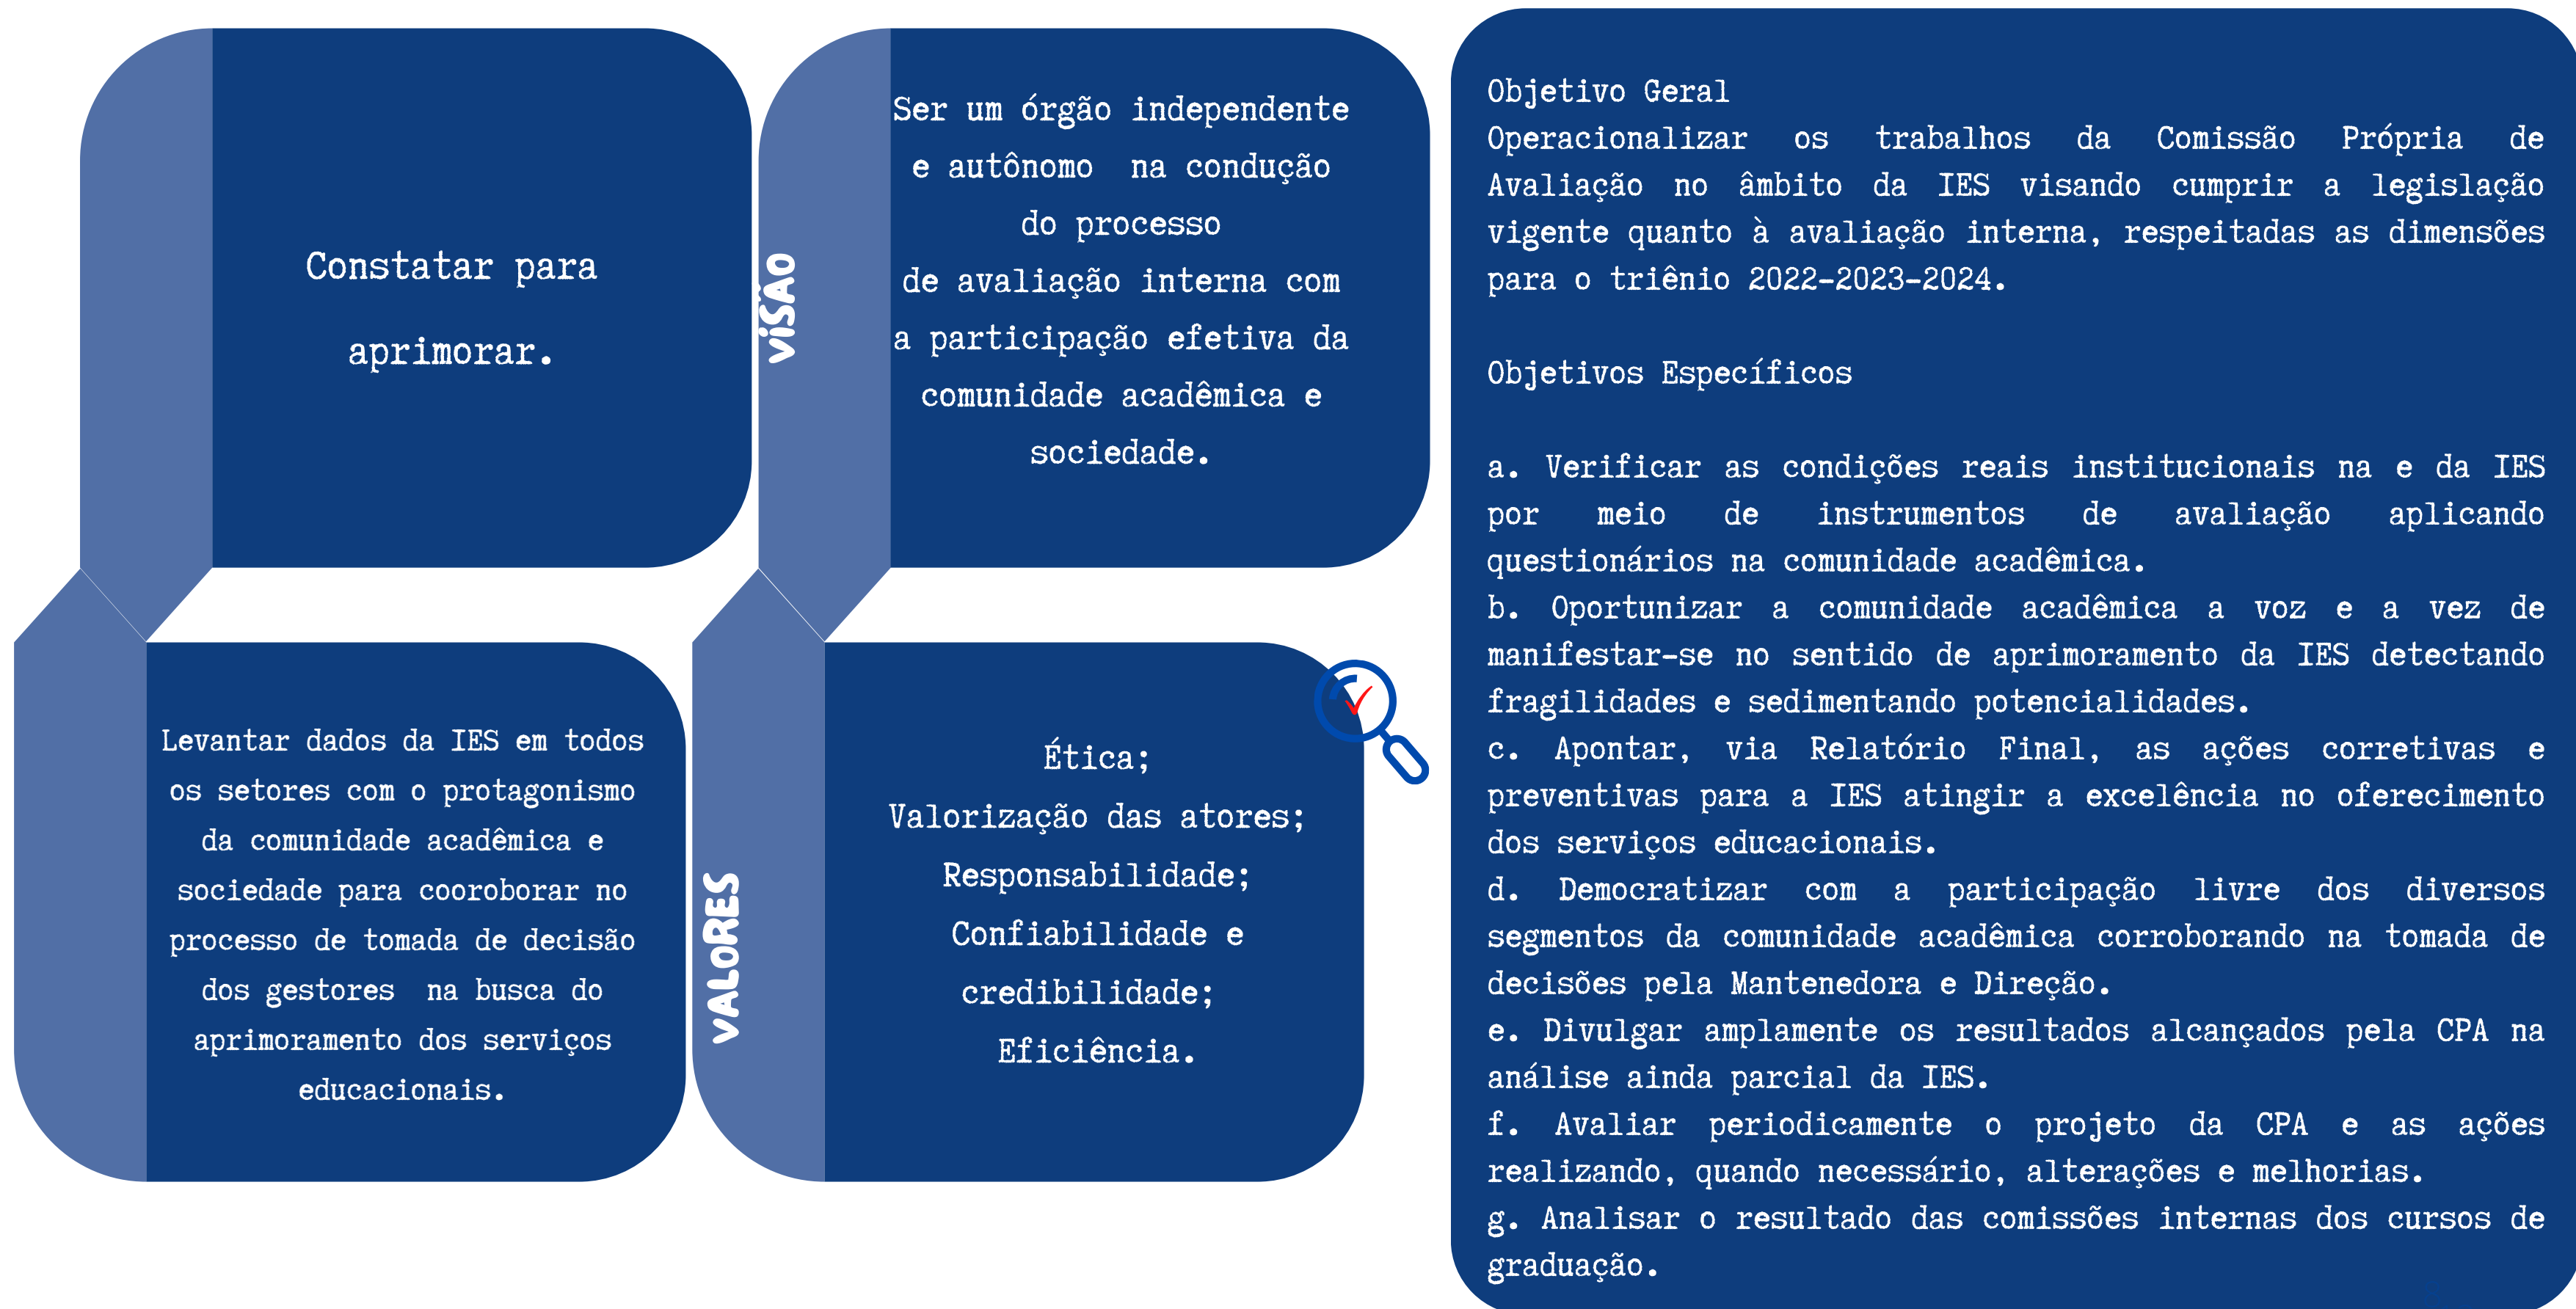 Constatar para
aprimorar.
VISÃO
Ser um órgão independente
e autônomo na condução
do processo
de avaliação interna com
a participação efetiva da
comunidade acadêmica e
sociedade.
Levantar dados da IES em todos
os setores com o protagonismo
da comunidade acadêmica e
sociedade para cooroborar no
processo de tomada de decisão
dos gestores na busca do
aprimoramento dos serviços
educacionais.
VALORES
Ética;
Valorização das atores;
Responsabilidade;
Confiabilidade e
credibilidade;
Eficiência.
Objetivo Geral
Operacionalizar os trabalhos da Comissão Própria de
Avaliação no âmbito da IES visando cumprir a legislação
vigente quanto à avaliação interna, respeitadas as dimensões
para o triênio 2022-2023-2024.
Objetivos Específicos
a. Verificar as condições reais institucionais na e da IES
por meio de instrumentos de avaliação aplicando
questionários na comunidade acadêmica.
b. Oportunizar a comunidade acadêmica a voz e a vez de
manifestar-se no sentido de aprimoramento da IES detectando
fragilidades e sedimentando potencialidades.
c. Apontar, via Relatório Final, as ações corretivas e
preventivas para a IES atingir a excelência no oferecimento
dos serviços educacionais.
d. Democratizar com a participação livre dos diversos
segmentos da comunidade acadêmica corroborando na tomada de
decisões pela Mantenedora e Direção.
e. Divulgar amplamente os resultados alcançados pela CPA na
análise ainda parcial da IES.
f. Avaliar periodicamente o projeto da CPA e as ações
realizando, quando necessário, alterações e melhorias.
g. Analisar o resultado das comissões internas dos cursos de
graduação.